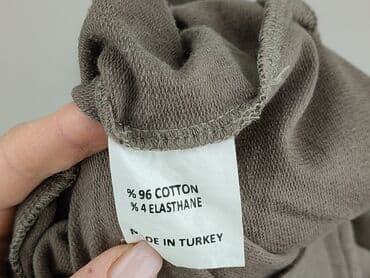 % 96 COTTON
% 4 ELASTHANE
MADE IN TURKEY